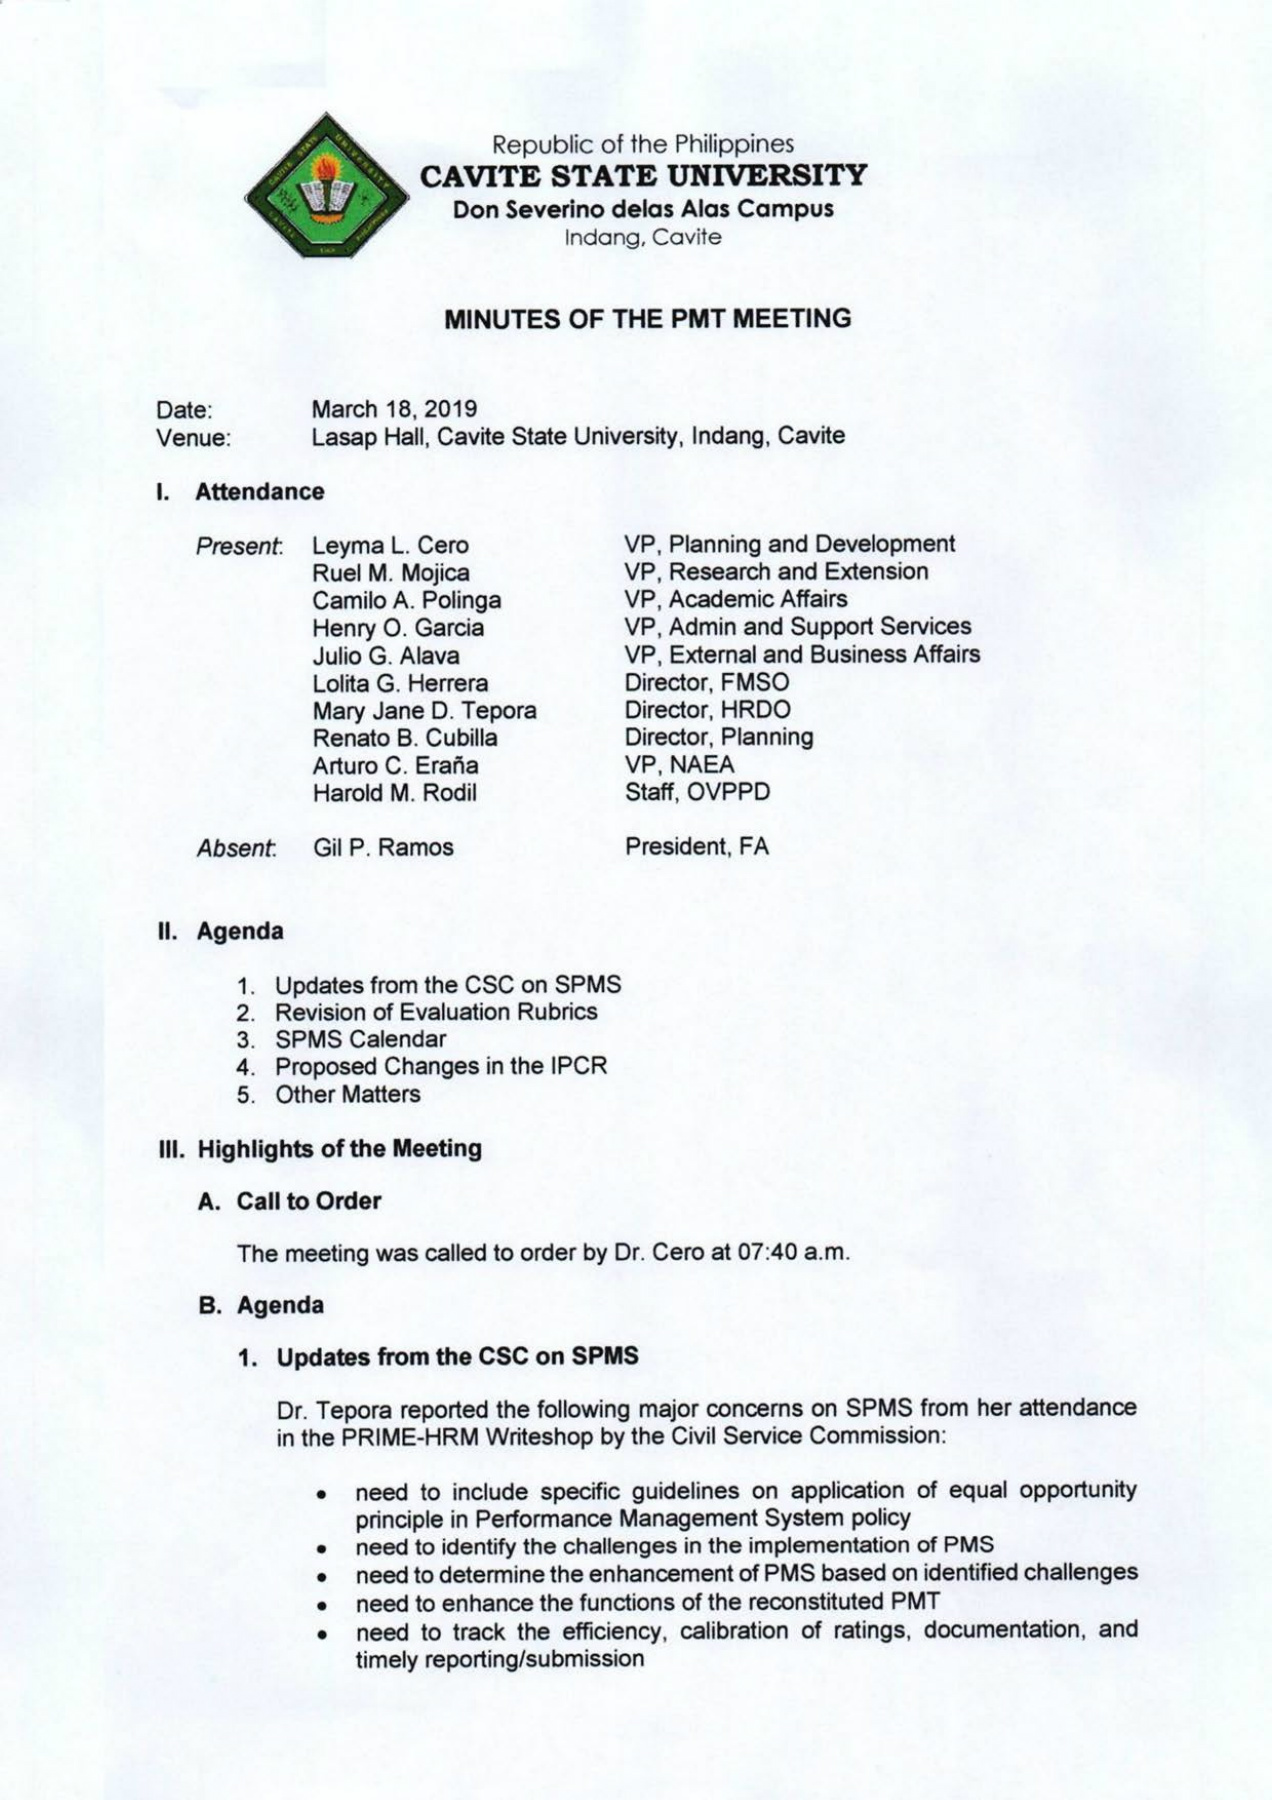 Republic of the Philippines
CAVITE STATE UNIVERSITY
Don Severino delas Alas Campus
Indang, Cavite
MINUTES OF THE PMT MEETING
Date: March 18, 2019
Venue: Lasap Hall, Cavite State University, Indang, Cavite
I. Attendance
Present: Leyma L. Cero VP, Planning and Development
Ruel M. Mojica VP, Research and Extension
Camilo A. Polinga VP, Academic Affairs
Henry O. Garcia VP, Admin and Support Services
Julio G. Alava VP, External and Business Affairs
Lolita G. Herrera Director, FMSO
Mary Jane D. Tepora Director, HRDO
Renato B. Cubilla Director, Planning
Arturo C. Eraña VP, NAEA
Harold M. Rodil Staff, OVPPD
Absent: Gil P. Ramos President, FA
II. Agenda
1. Updates from the CSC on SPMS
2. Revision of Evaluation Rubrics
3. SPMS Calendar
4. Proposed Changes in the IPCR
5. Other Matters
III. Highlights of the Meeting
A. Call to Order
The meeting was called to order by Dr. Cero at 07:40 a.m.
B. Agenda
1. Updates from the CSC on SPMS
Dr. Tepora reported the following major concerns on SPMS from her attendance
in the PRIME-HRM Writeshop by the Civil Service Commission:
• need to include specific guidelines on application of equal opportunity
principle in Performance Management System policy
• need to identify the challenges in the implementation of PMS
• need to determine the enhancement of PMS based on identified challenges
• need to enhance the functions of the reconstituted PMT
• need to track the efficiency, calibration of ratings, documentation, and
timely reporting/submission